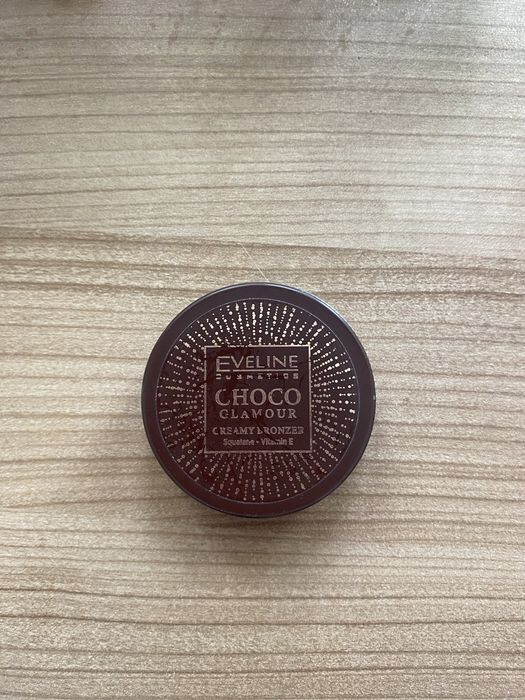 EVELINE
COSMETICS
CHOCO
GLAMOUR
CREAMY BRONZER
Squalane - Vitamin E